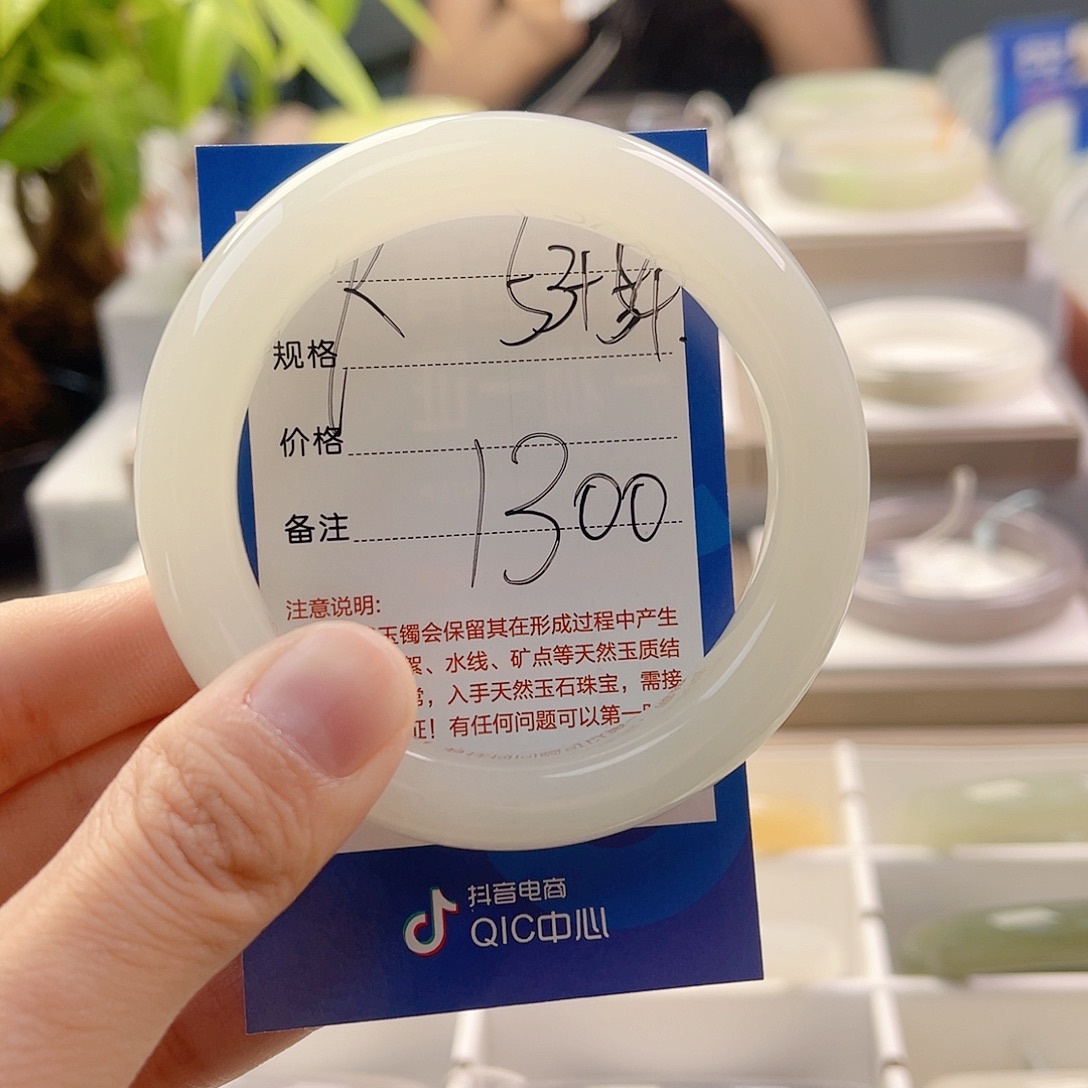 规格
价格
1300
备注
注意说明:
玉镯会保留其在形成过程中产生
絮、水线、矿点等天然玉质结
,入手天然玉石珠宝,需接
证!有任何问题可以第一
抖音电商
QIC中心